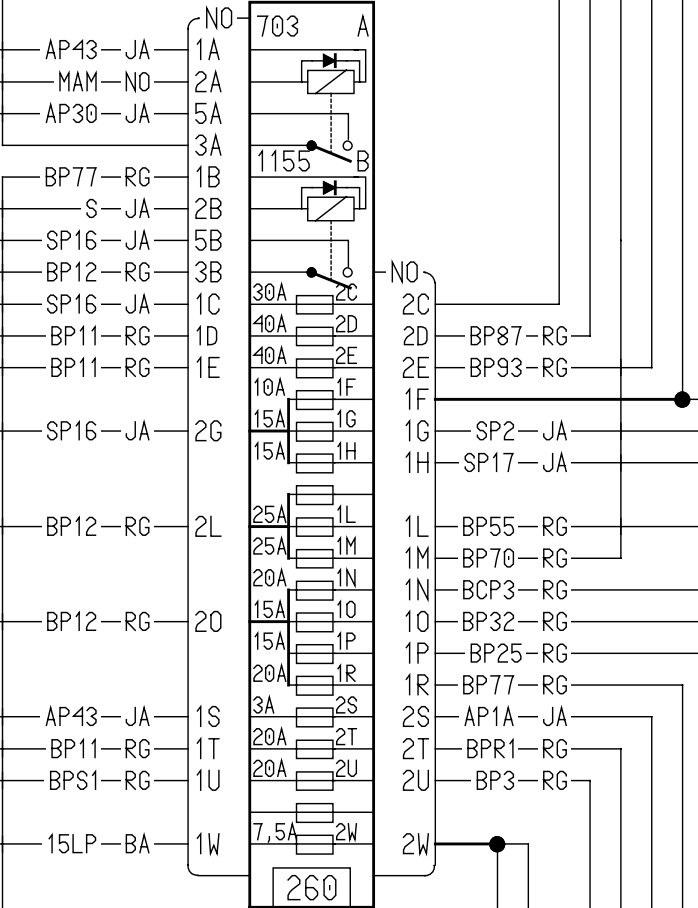 NO 703 A
AP43 JA 1A
MAM NO 2A
AP30 JA 5A
3A
1155 B
BP77 RG 1B
S JA 2B
SP16 JA 5B
BP12 RG 3B NO
SP16 JA 1C 30A 2C 2C
BP11 RG 1D 40A 2D 2D BP87 RG
BP11 RG 1E 40A 2E 2E BP93 RG
10A 1F 1F
SP16 JA 2G 15A 1G 1G SP2 JA
15A 1H 1H SP17 JA
BP12 RG 2L 25A 1L 1L BP55 RG
25A 1M 1M BP70 RG
20A 1N 1N BCP3 RG
BP12 RG 2O 15A 1O 1O BP32 RG
15A 1P 1P BP25 RG
20A 1R 1R BP77 RG
AP43 JA 1S 3A 2S 2S AP1A JA
BP11 RG 1T 20A 2T 2T BPR1 RG
BPS1 RG 1U 20A 2U 2U BP3 RG
15LP BA 1W 7,5A 2W 2W
260